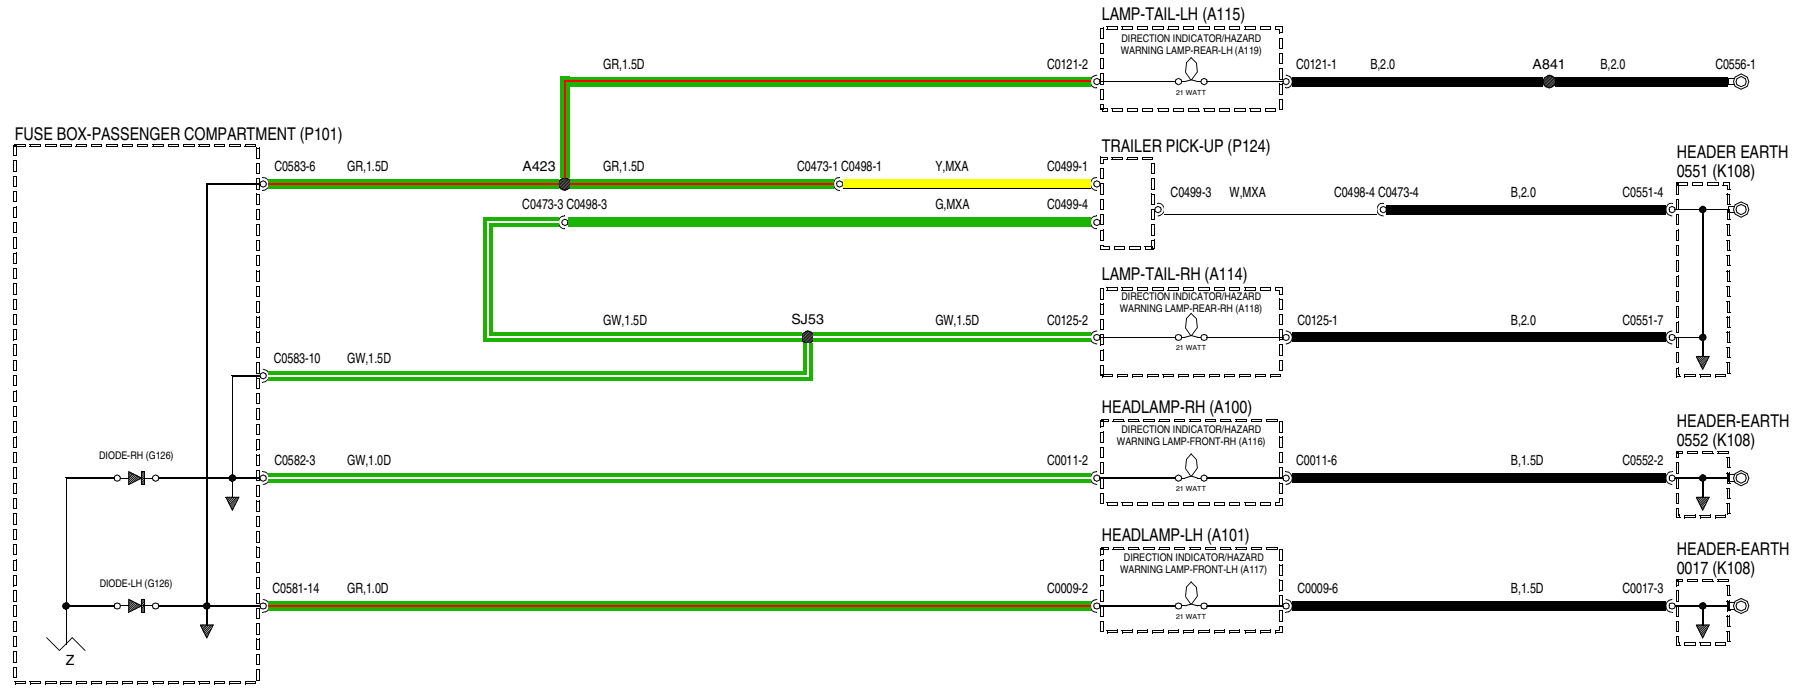 LAMP-TAIL-LH (A115)
DIRECTION INDICATOR/HAZARD
WARNING LAMP-REAR-LH (A119)
21 WATT
GR,1.5D
C0121-2
C0121-1
B,2.0
A841
B,2.0
C0556-1
FUSE BOX-PASSENGER COMPARTMENT (P101)
TRAILER PICK-UP (P124)
HEADER EARTH
0551 (K108)
C0583-6
GR,1.5D
A423
GR,1.5D
C0473-1 C0498-1
Y,MXA
C0499-1
C0499-3
W,MXA
C0498-4 C0473-4
B,2.0
C0551-4
C0473-3 C0498-3
G,MXA
C0499-4
LAMP-TAIL-RH (A114)
DIRECTION INDICATOR/HAZARD
WARNING LAMP-REAR-RH (A118)
21 WATT
GW,1.5D
SJ53
GW,1.5D
C0125-2
C0125-1
B,2.0
C0551-7
C0583-10
GW,1.5D
HEADLAMP-RH (A100)
DIRECTION INDICATOR/HAZARD
WARNING LAMP-FRONT-RH (A116)
21 WATT
HEADER-EARTH
0552 (K108)
DIODE-RH (G126)
C0582-3
GW,1.0D
C0011-2
C0011-6
B,1.5D
C0552-2
HEADLAMP-LH (A101)
DIRECTION INDICATOR/HAZARD
WARNING LAMP-FRONT-LH (A117)
21 WATT
HEADER-EARTH
0017 (K108)
DIODE-LH (G126)
C0581-14
GR,1.0D
C0009-2
C0009-6
B,1.5D
C0017-3
Z